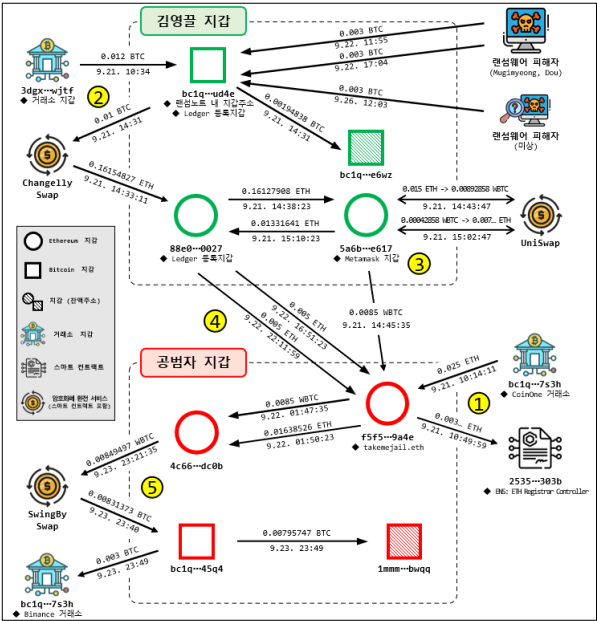 김영끌 지갑
0.012 BTC
9.21. 10:34
3dgx…wjtf
◆ 거래소 지갑
②
bc1q…ud4e
◆ 랜섬노트 내 지갑주소
◆ Ledger 등록지갑
0.003 BTC
9.22. 11:55
0.003 BTC
9.22. 17:04
0.003 BTC
9.26. 12:03
랜섬웨어 피해자
(Mugimyeong, Dou)
랜섬웨어 피해자
(미상)
0.01 BTC
9.21. 14:31
0.00194838 BTC
9.21. 14:31
bc1q…e6wz
Changelly
Swap
0.16154827 ETH
9.21. 14:33:11
88e0…0027
◆ Ledger 등록지갑
0.16127908 ETH
9.21. 14:38:23
0.01331641 ETH
9.21. 15:10:23
5a6b…e617
◆ Metamask 지갑
③
0.015 ETH -> 0.00892858 WBTC
9.21. 14:43:47
0.00042858 WBTC -> 0.007… ETH
9.21. 15:02:47
UniSwap
Ethereum 지갑
Bitcoin 지갑
지갑 (잔액주소)
거래소 지갑
스마트 컨트랙트
암호화폐 환전 서비스
(스마트 컨트랙트 포함)
④
0.005 ETH
9.22. 16:51:23
0.005 ETH
9.22. 22:11:59
0.0085 WBTC
9.21. 14:45:35
공범자 지갑
0.025 ETH
9.21. 10:14:11
bc1q…7s3h
◆ CoinOne 거래소
①
0.003… ETH
9.21. 10:49:59
2535…303b
◆ ENS: ETH Registrar Controller
f5f5…9a4e
◆ takemejail.eth
0.0085 WBTC
9.22. 01:47:35
0.01638526 ETH
9.22. 01:50:23
4c66…dc0b
0.00849497 WBTC
9.23. 23:21:35
⑤
SwingBy
Swap
0.00831373 BTC
9.23. 23:40
bc1q…45q4
0.00795747 BTC
9.23. 23:49
1mmm…bwqq
0.003 BTC
9.23. 23:49
bc1q…7s3h
◆ Binance 거래소